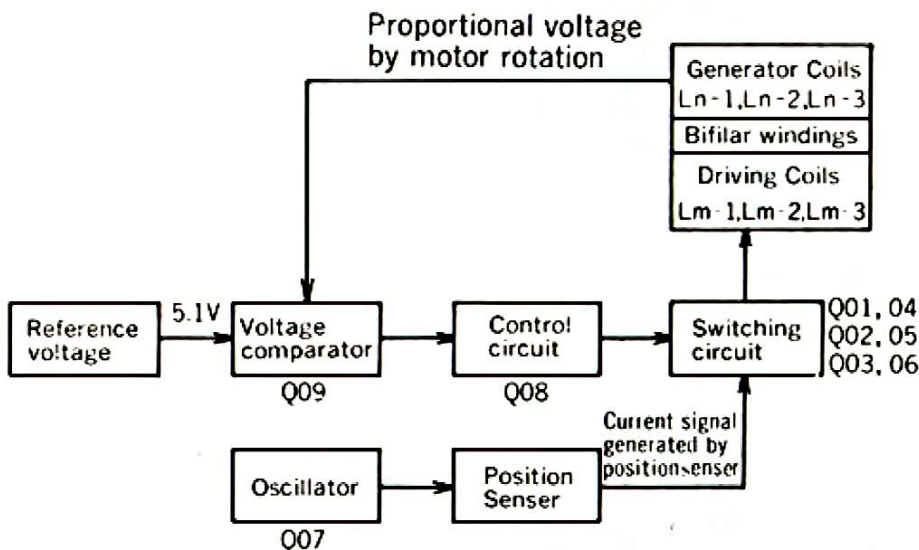 Proportional voltage
by motor rotation
Generator Coils
Ln-1, Ln-2, Ln-3
Bifilar windings
Driving Coils
Lm-1, Lm-2, Lm-3
Reference
voltage
5.1V
Voltage
comparator
Q09
Control
circuit
Q08
Switching
circuit
Q01, 04
Q02, 05
Q03, 06
Current signal
generated by
position senser
Oscillator
Q07
Position
Senser